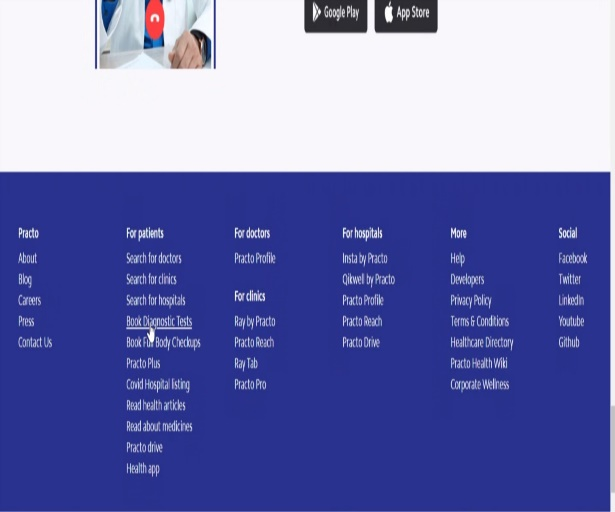 Google Play
App Store
Practo
About
Blog
Careers
Press
Contact Us
For patients
Search for doctors
Search for clinics
Search for hospitals
Book Diagnostic Tests
Book Body Checkups
Practo Plus
Covid Hospital listing
Read health articles
Read about medicines
Practo drive
Health app
For doctors
Practo Profile
For clinics
Ray by Practo
Practo Reach
Ray Tab
Practo Pro
For hospitals
Insta by Practo
Qikwell by Practo
Practo Profile
Practo Reach
Practo Drive
More
Help
Developers
Privacy Policy
Terms & Conditions
Healthcare Directory
Practo Health Wiki
Corporate Wellness
Social
Facebook
Twitter
LinkedIn
Youtube
Github